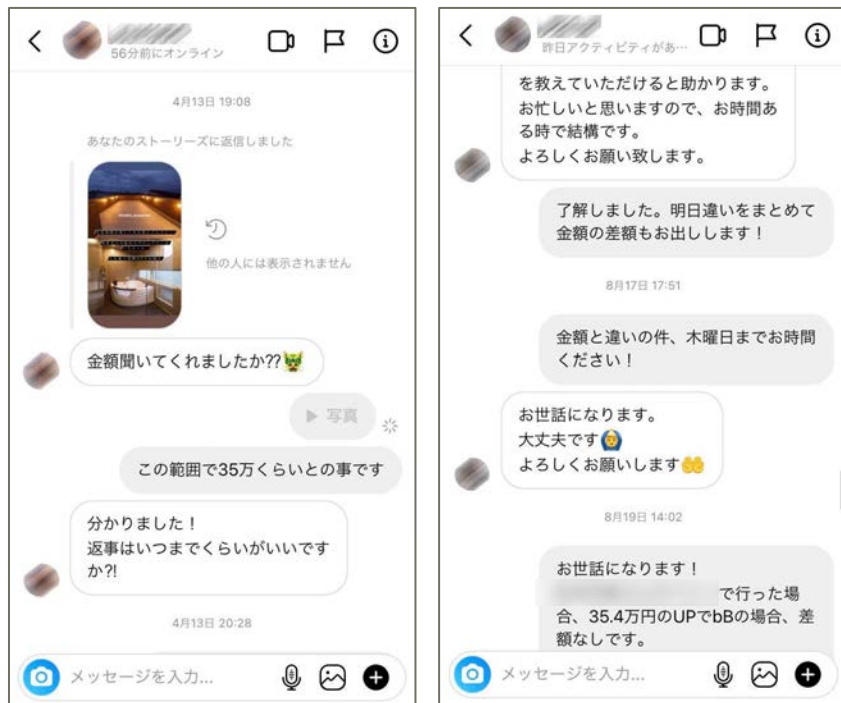 56分前にオンライン
4月13日 19:08
あなたのストーリーズに返信しました
他の人には表示されません
金額聞いてくれましたか??
写真
この範囲で35万くらいとの事です
分かりました！
返事はいつまでくらいがいいです
か?!
4月13日 20:28
メッセージを入力...
昨日アクティビティがあ…
を教えていただけると助かります。
お忙しいと思いますので、お時間あ
る時で結構です。
よろしくお願い致します。
了解しました。明日違いをまとめて
金額の差額もお出しします！
8月17日 17:51
金額と違いの件、木曜日までお時間
ください！
お世話になります。
大丈夫です🙆‍♂️
よろしくお願いします🤲
8月19日 14:02
お世話になります！
で行った場
合、35.4万円のUPでbBの場合、差
額なしです。
メッセージを入力...